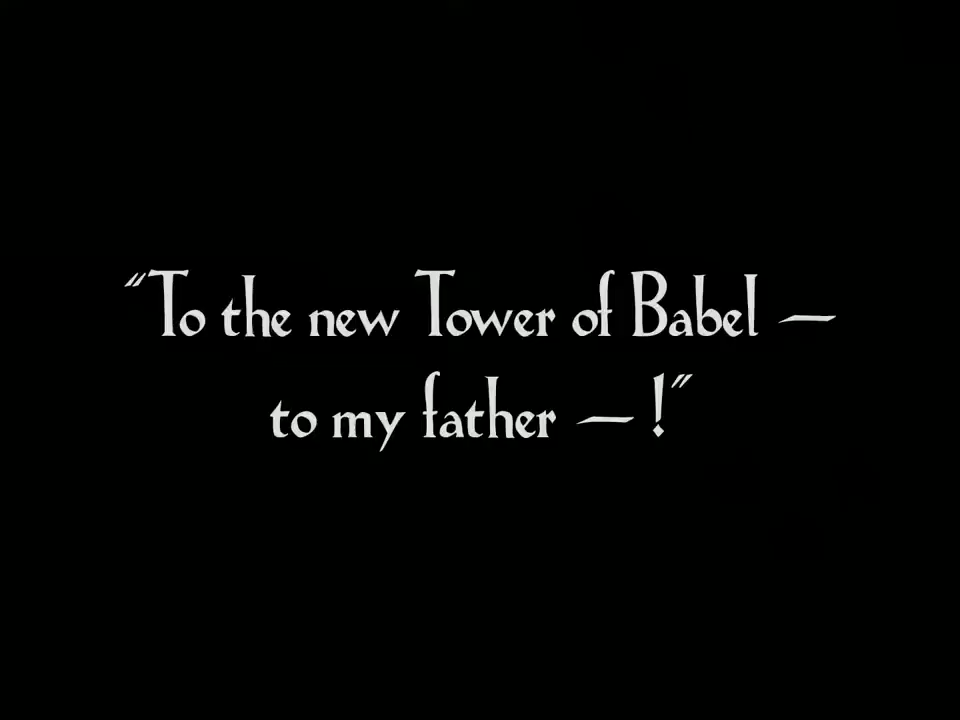 “To the new Tower of Babel —
to my father — !”